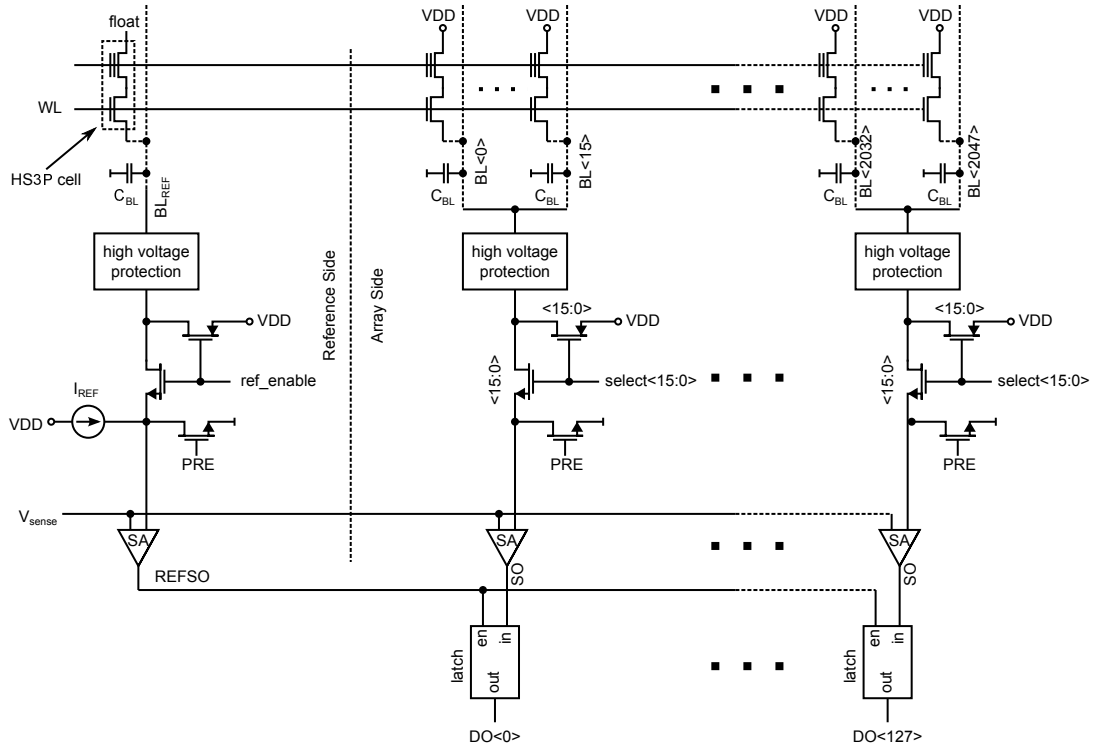 float
VDD
VDD
VDD
VDD
WL
HS3P cell
C_BL
BL_REF
C_BL
BL<0>
C_BL
BL<15>
C_BL
BL<2032>
C_BL
BL<2047>
high voltage
protection
high voltage
protection
high voltage
protection
Reference Side
Array Side
VDD
<15:0>
VDD
<15:0>
VDD
ref_enable
<15:0>
select<15:0>
<15:0>
select<15:0>
I_REF
VDD
PRE
PRE
PRE
V_sense
SA
SA
SA
REFSO
SO
SO
en
in
out
latch
en
in
out
latch
DO<0>
DO<127>